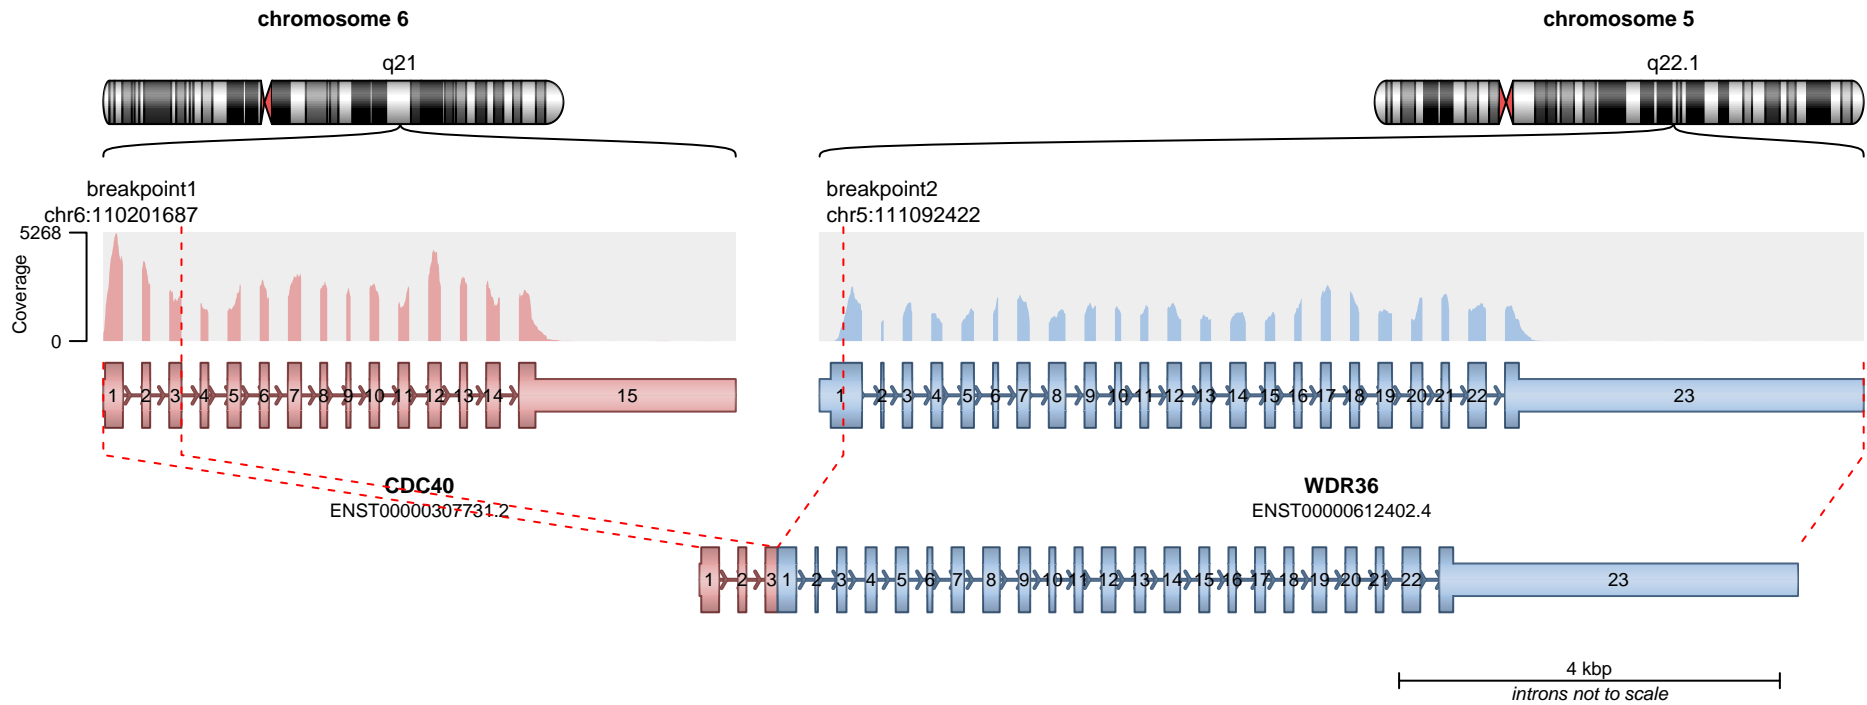 chromosome 6
chromosome 5
q21
q22.1
breakpoint1
chr6:110201687
breakpoint2
chr5:111092422
5268
Coverage
0
1 2 3 4 5 6 7 8 9 10 11 12 13 14 15
1 2 3 4 5 6 7 8 9 10 11 12 13 14 15 16 17 18 19 20 21 22 23
CDC40
ENST00000307731.2
WDR36
ENST00000612402.4
1 2 3 1 2 3 4 5 6 7 8 9 10 11 12 13 14 15 16 17 18 19 20 21 22 23
4 kbp
introns not to scale